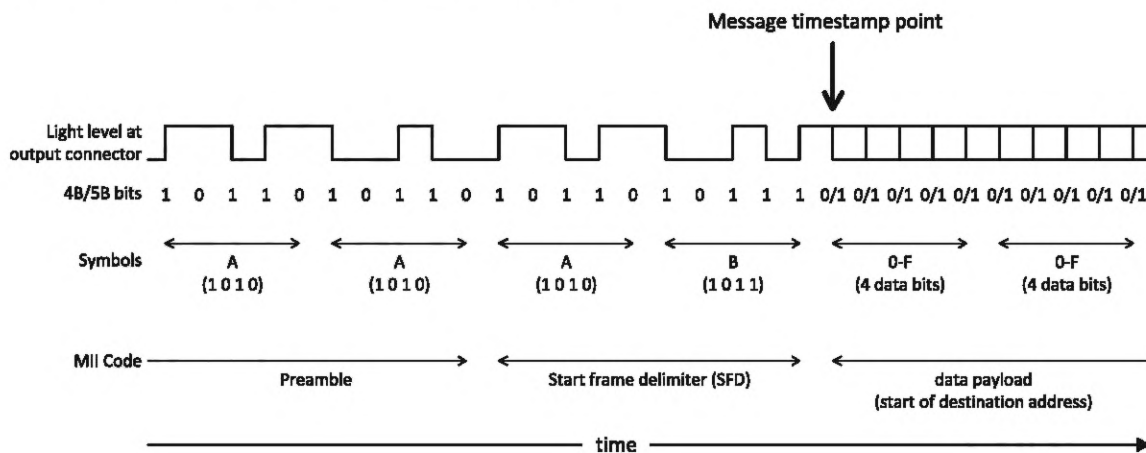 Message timestamp point
Light level at
output connector
4B/5B bits 1 0 1 1 0 1 0 1 1 0 1 0 1 1 0 1 0 1 1 1 0/1 0/1 0/1 0/1 0/1 0/1 0/1 0/1 0/1 0/1
Symbols A A A B 0-F 0-F
(1 0 1 0) (1 0 1 0) (1 0 1 0) (1 0 1 1) (4 data bits) (4 data bits)
MII Code
Preamble Start frame delimiter (SFD) data payload
(start of destination address)
time